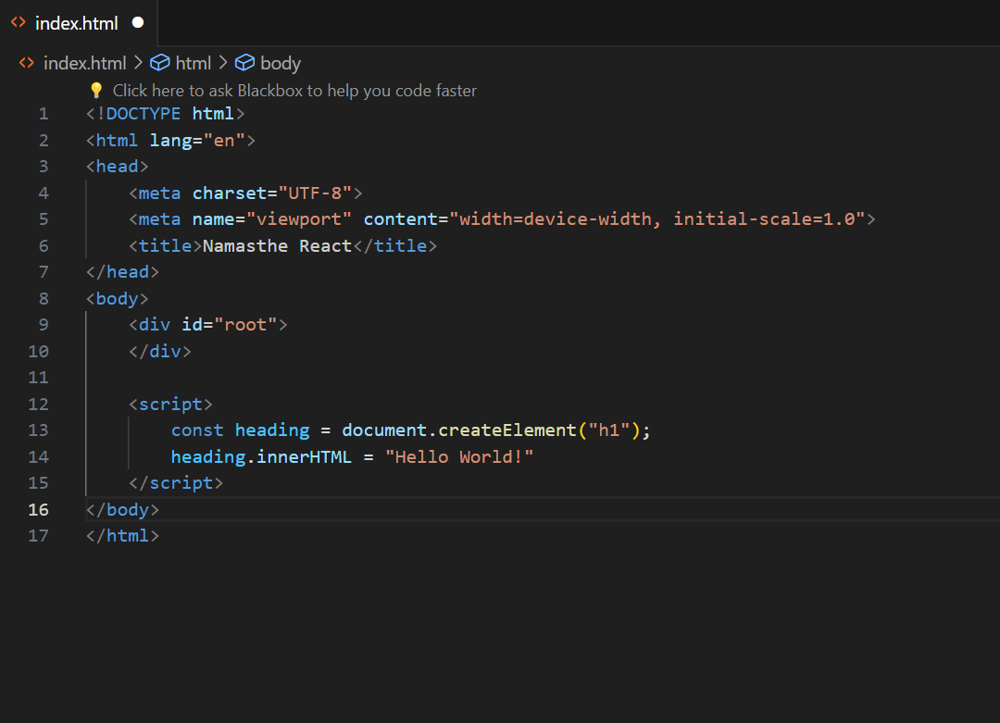 index.html
index.html > html > body
Click here to ask Blackbox to help you code faster
1 <!DOCTYPE html>
2 <html lang="en">
3 <head>
4 <meta charset="UTF-8">
5 <meta name="viewport" content="width=device-width, initial-scale=1.0">
6 <title>Namasthe React</title>
7 </head>
8 <body>
9 <div id="root">
10 </div>
11
12 <script>
13 const heading = document.createElement("h1");
14 heading.innerHTML = "Hello World!"
15 </script>
16 </body>
17 </html>